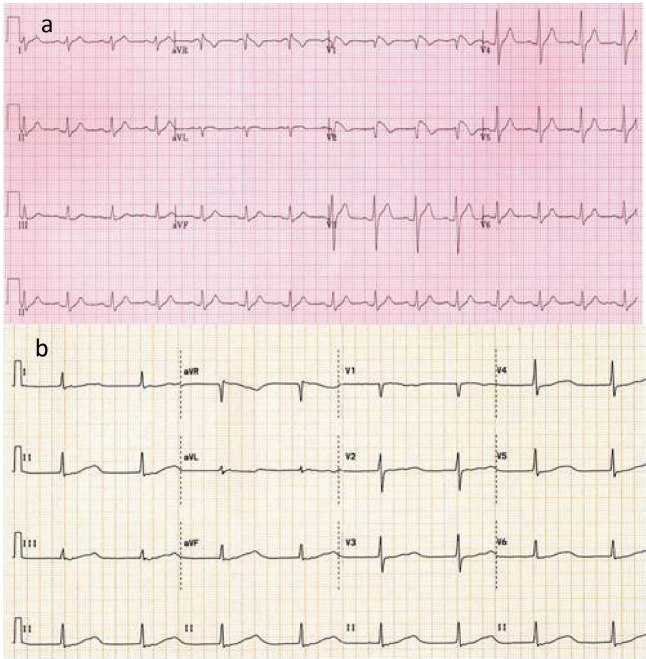 a
I aVR V1 V4
II aVL V2 V5
III aVF V3 V6
II
b
I aVR V1 V4
II aVL V2 V5
III aVF V3 V6
II II II II